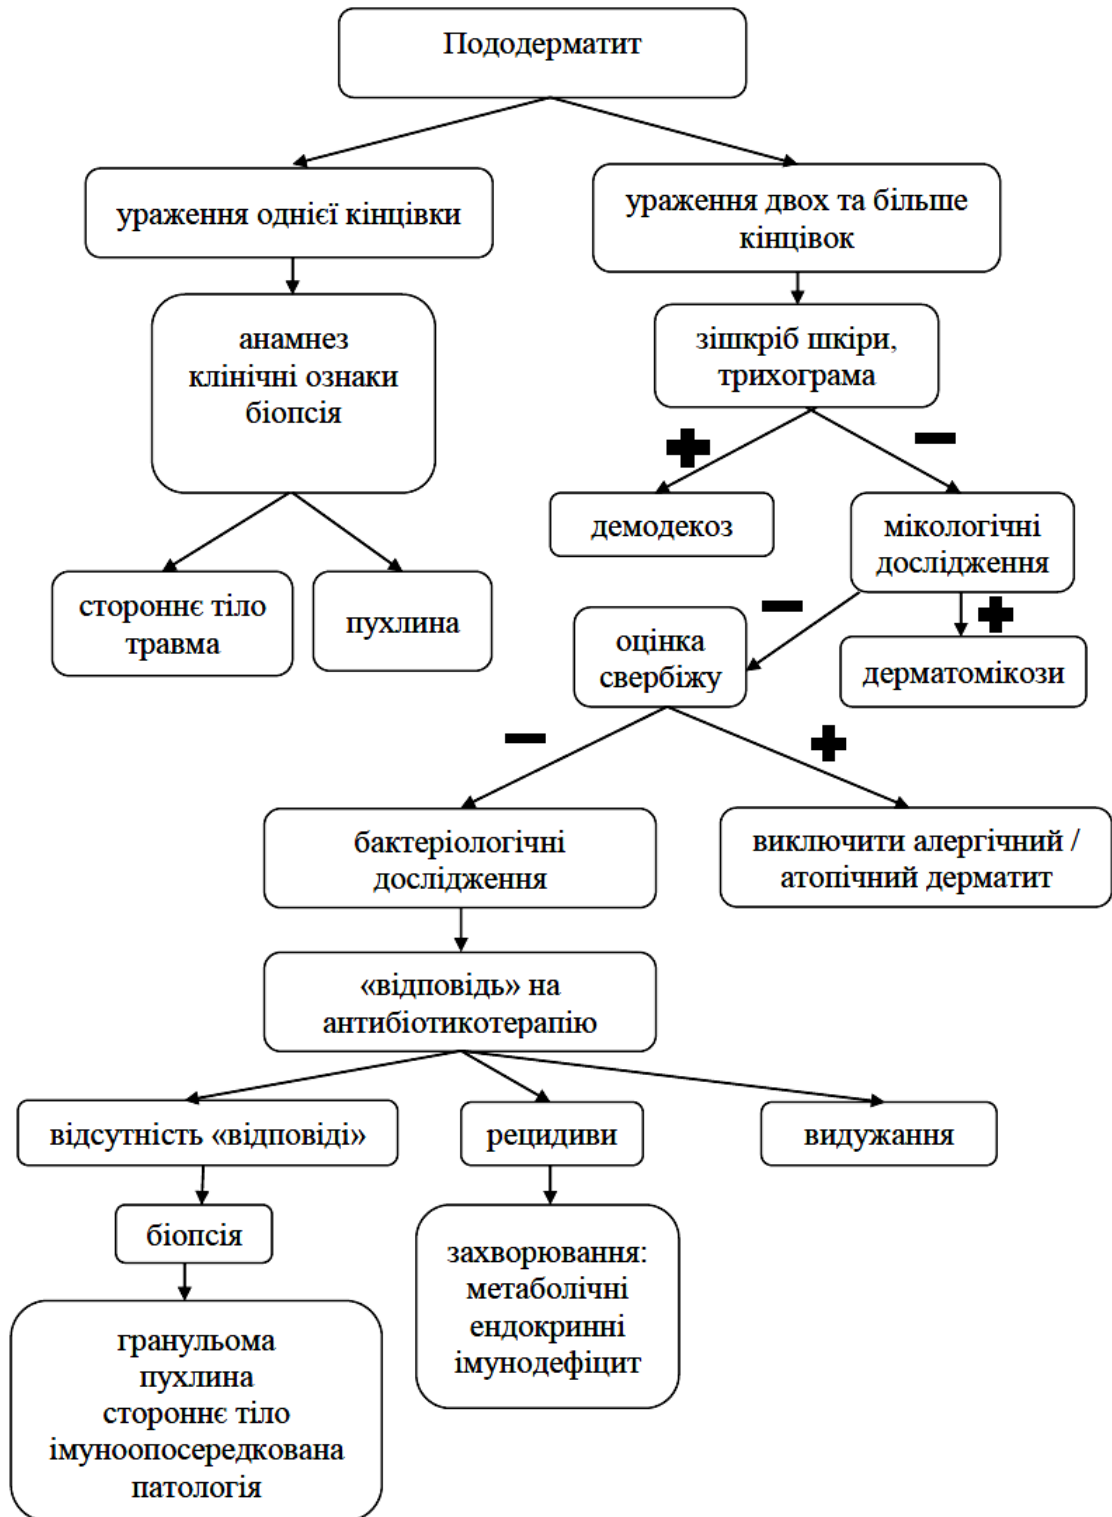 Пододерматит
ураження однієї кінцівки
ураження двох та більше
кінцівок
анамнез
клінічні ознаки
біопсія
зішкріб шкіри,
трихограма
+
−
демодекоз
мікологічні
дослідження
стороннє тіло
травма
пухлина
−
+
оцінка
свербіжу
дерматомікози
−
+
бактеріологічні
дослідження
виключити алергічний /
атопічний дерматит
«відповідь» на
антибіотикотерапію
відсутність «відповіді»
рецидиви
видужання
біопсія
захворювання:
метаболічні
ендокринні
імунодефіцит
гранульома
пухлина
стороннє тіло
імуноопосередкована
патологія